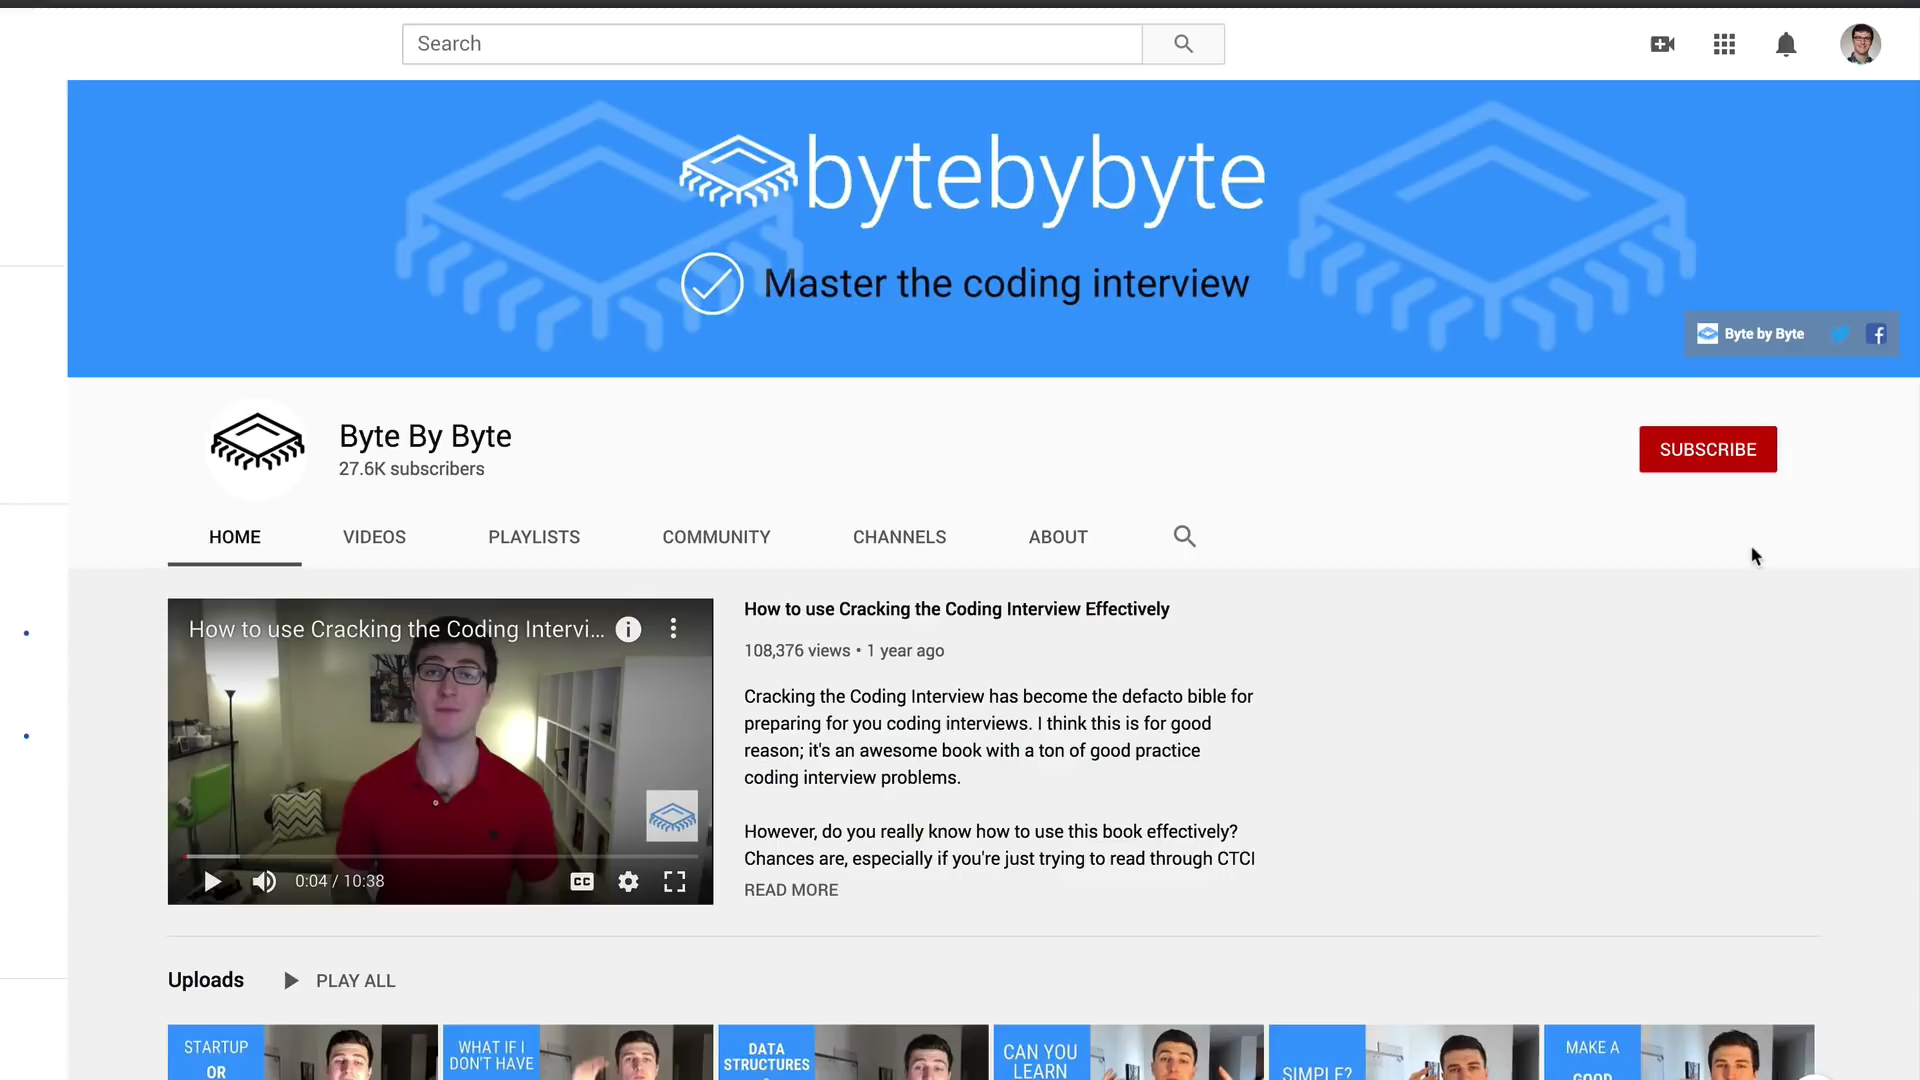 Search
bytebybyte
Master the coding interview
Byte by Byte
Byte By Byte
27.6K subscribers
SUBSCRIBE
HOME
VIDEOS
PLAYLISTS
COMMUNITY
CHANNELS
ABOUT
How to use Cracking the Coding Intervi...
0:04 / 10:38
CC
How to use Cracking the Coding Interview Effectively
108,376 views • 1 year ago
Cracking the Coding Interview has become the defacto bible for
preparing for you coding interviews. I think this is for good
reason; it's an awesome book with a ton of good practice
coding interview problems.
However, do you really know how to use this book effectively?
Chances are, especially if you're just trying to read through CTCI
READ MORE
Uploads
PLAY ALL
STARTUP
OR
WHAT IF I
DON'T HAVE
DATA
STRUCTURES
CAN YOU
LEARN
SIMPLE?
MAKE A
GOOD